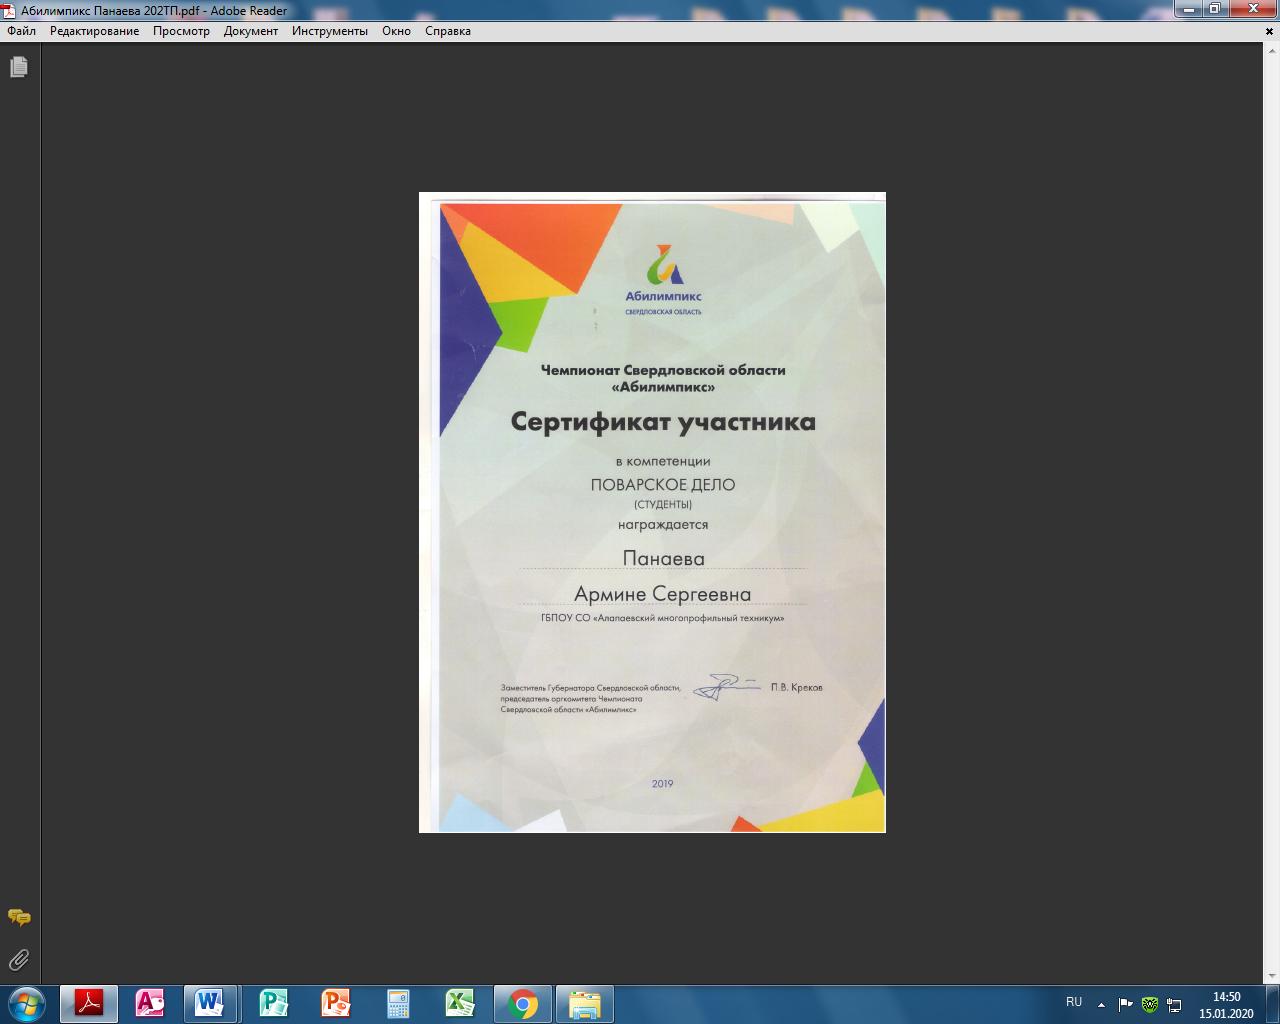 Абилимпикс Панаева 202ТП.pdf - Adobe Reader
Файл Редактирование Просмотр Документ Инструменты Окно Справка
Абилимпикс
СВЕРДЛОВСКАЯ ОБЛАСТЬ
Чемпионат Свердловской области
«Абилимпикс»
Сертификат участника
в компетенции
ПОВАРСКОЕ ДЕЛО
(СТУДЕНТЫ)
награждается
Панаева
Армине Сергеевна
ГБПОУ СО «Алапаевский многопрофильный техникум»
Заместитель Губернатора Свердловской области,
председатель оргкомитета Чемпионата
Свердловской области «Абилимпикс»
П.В. Креков
2019
RU
14:50
15.01.2020